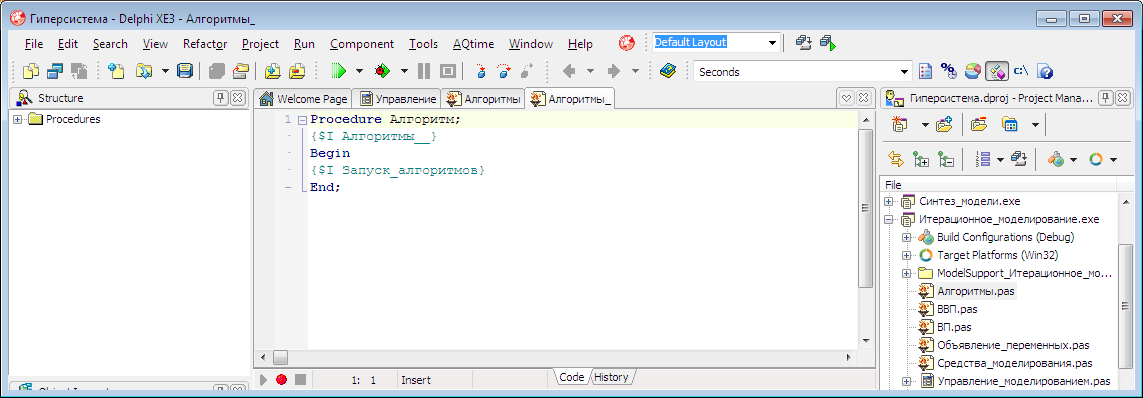 Гиперсистема - Delphi XE3 - Алгоритмы_
File Edit Search View Refactor Project Run Component Tools AQtime Window Help Default Layout
Seconds C:\
Structure
Procedures
Welcome Page Управление Алгоритмы Алгоритмы_
1 Procedure Алгоритм;
{$I Алгоритмы__}
Begin
{$I Запуск_алгоритмов}
End;
1: 1 Insert
Code History
Гиперсистема.dproj - Project Mana...
File
Синтез_модели.exe
Итерационное_моделирование.exe
Build Configurations (Debug)
Target Platforms (Win32)
ModelSupport_Итерационное_мо...
Алгоритмы.pas
ВВП.pas
ВП.pas
Объявление_переменных.pas
Средства_моделирования.pas
Управление_моделированием.pas